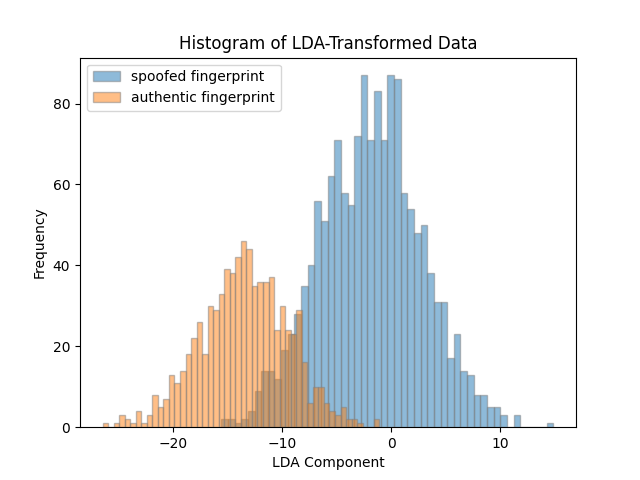 Histogram of LDA-Transformed Data
spoofed fingerprint
authentic fingerprint
80
60
40
20
0
Frequency
−20
−10
0
10
LDA Component